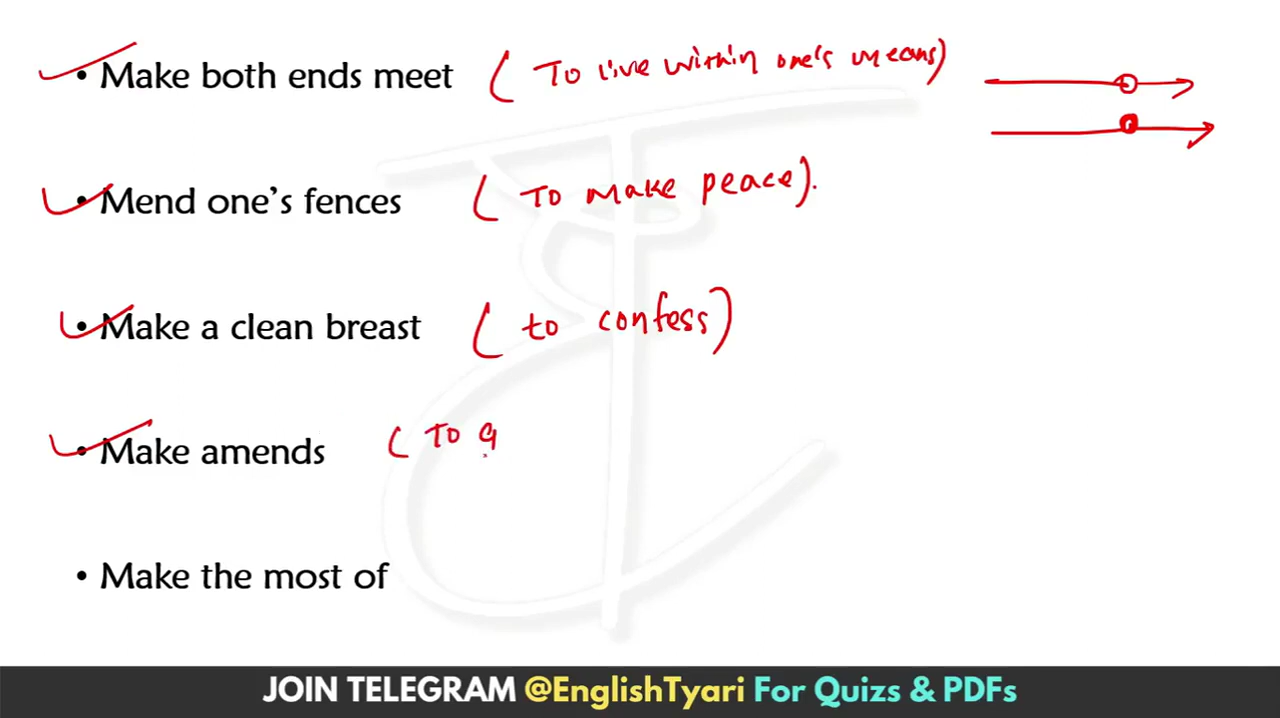 • Make both ends meet (To live within one's means)
• Mend one's fences (To make peace).
• Make a clean breast (to confess)
• Make amends (To
• Make the most of
JOIN TELEGRAM @EnglishTyari For Quizs & PDFs